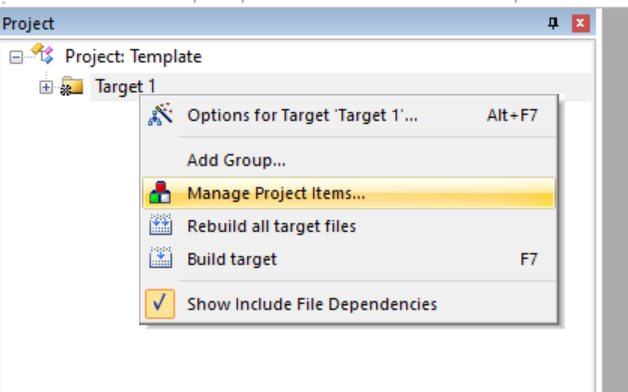 Project
Project: Template
Target 1
Options for Target 'Target 1'... Alt+F7
Add Group...
Manage Project Items...
Rebuild all target files
Build target F7
Show Include File Dependencies